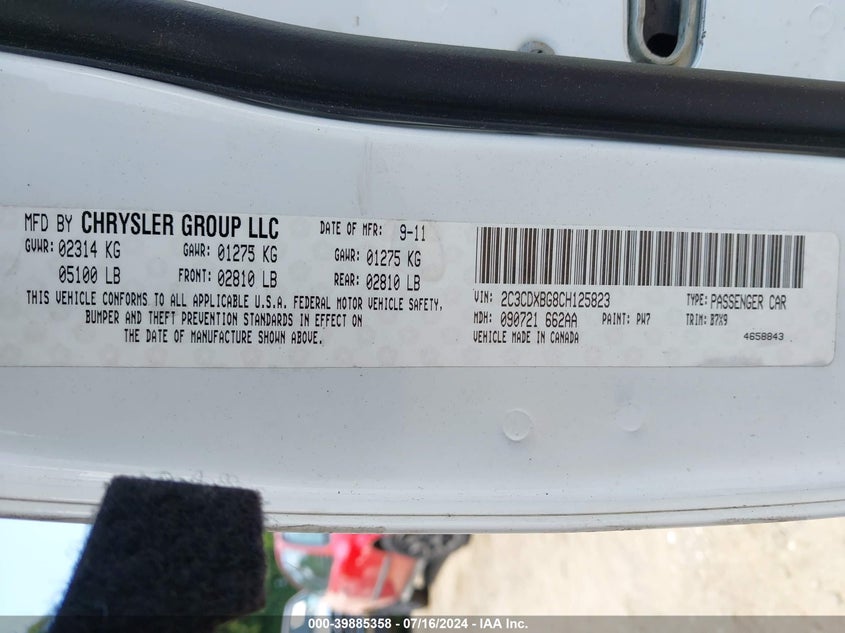 MFD BY CHRYSLER GROUP LLC
DATE OF MFR: 9-11
GVWR: 02314 KG
GAWR: 01275 KG
GAWR: 01275 KG
05100 LB
FRONT: 02810 LB
REAR: 02810 LB
THIS VEHICLE CONFORMS TO ALL APPLICABLE U.S.A. FEDERAL MOTOR VEHICLE SAFETY,
BUMPER AND THEFT PREVENTION STANDARDS IN EFFECT ON
THE DATE OF MANUFACTURE SHOWN ABOVE.
VIN: 2C3CDXBG8CH125823
TYPE: PASSENGER CAR
MDH: 090721 662AA
PAINT: PW7
TRIM: B7X9
VEHICLE MADE IN CANADA
4658843
000-39885358 - 07/16/2024 - IAA Inc.